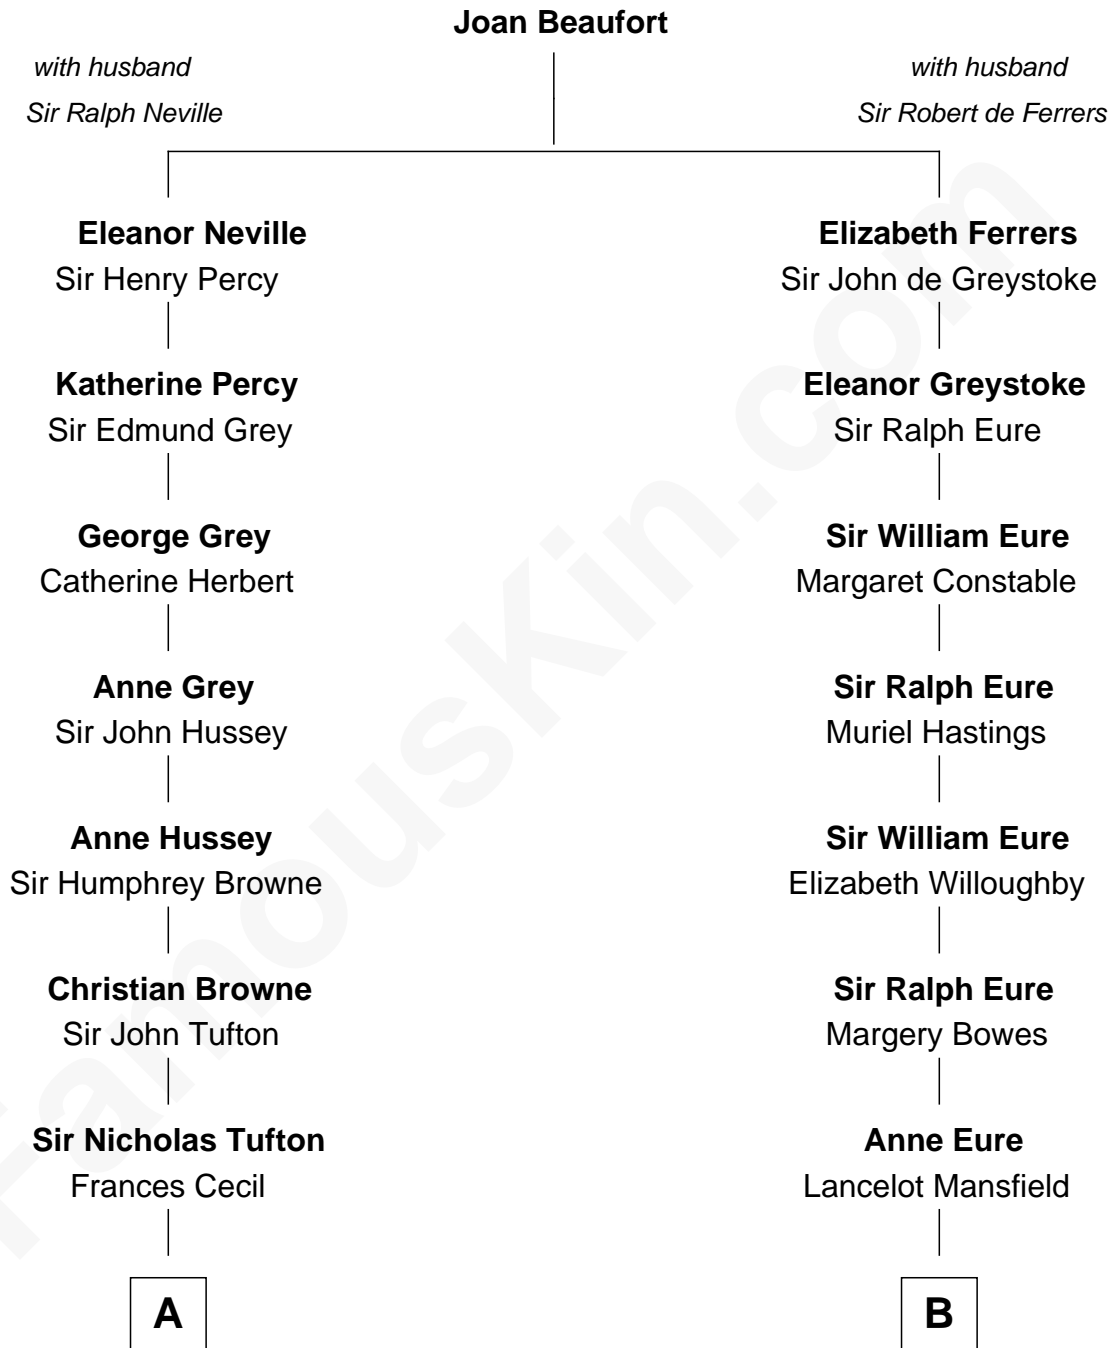 Joan Beaufort
with husband
Sir Ralph Neville
with husband
Sir Robert de Ferrers
Eleanor Neville
Sir Henry Percy
Elizabeth Ferrers
Sir John de Greystoke
Katherine Percy
Sir Edmund Grey
Eleanor Greystoke
Sir Ralph Eure
George Grey
Catherine Herbert
Sir William Eure
Margaret Constable
Anne Grey
Sir John Hussey
Sir Ralph Eure
Muriel Hastings
Anne Hussey
Sir Humphrey Browne
Sir William Eure
Elizabeth Willoughby
Christian Browne
Sir John Tufton
Sir Ralph Eure
Margery Bowes
Sir Nicholas Tufton
Frances Cecil
Anne Eure
Lancelot Mansfield
A
B
FamousKin.com